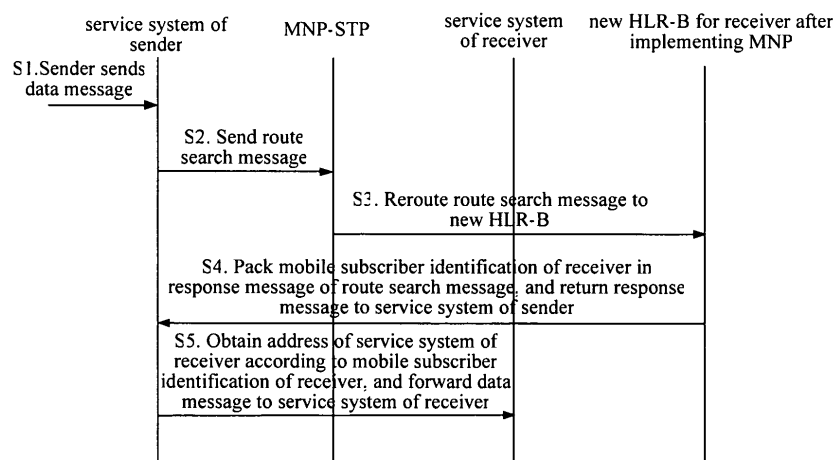 service system of
sender
MNP-STP
service system
of receiver
new HLR-B for receiver after
implementing MNP
S1.Sender sends
data message
S2. Send route
search message
S3. Reroute route search message to
new HLR-B
S4. Pack mobile subscriber identification of receiver in
response message of route search message, and return response
message to service system of sender
S5. Obtain address of service system of
receiver according to mobile subscriber
identification of receiver, and forward data
message to service system of receiver